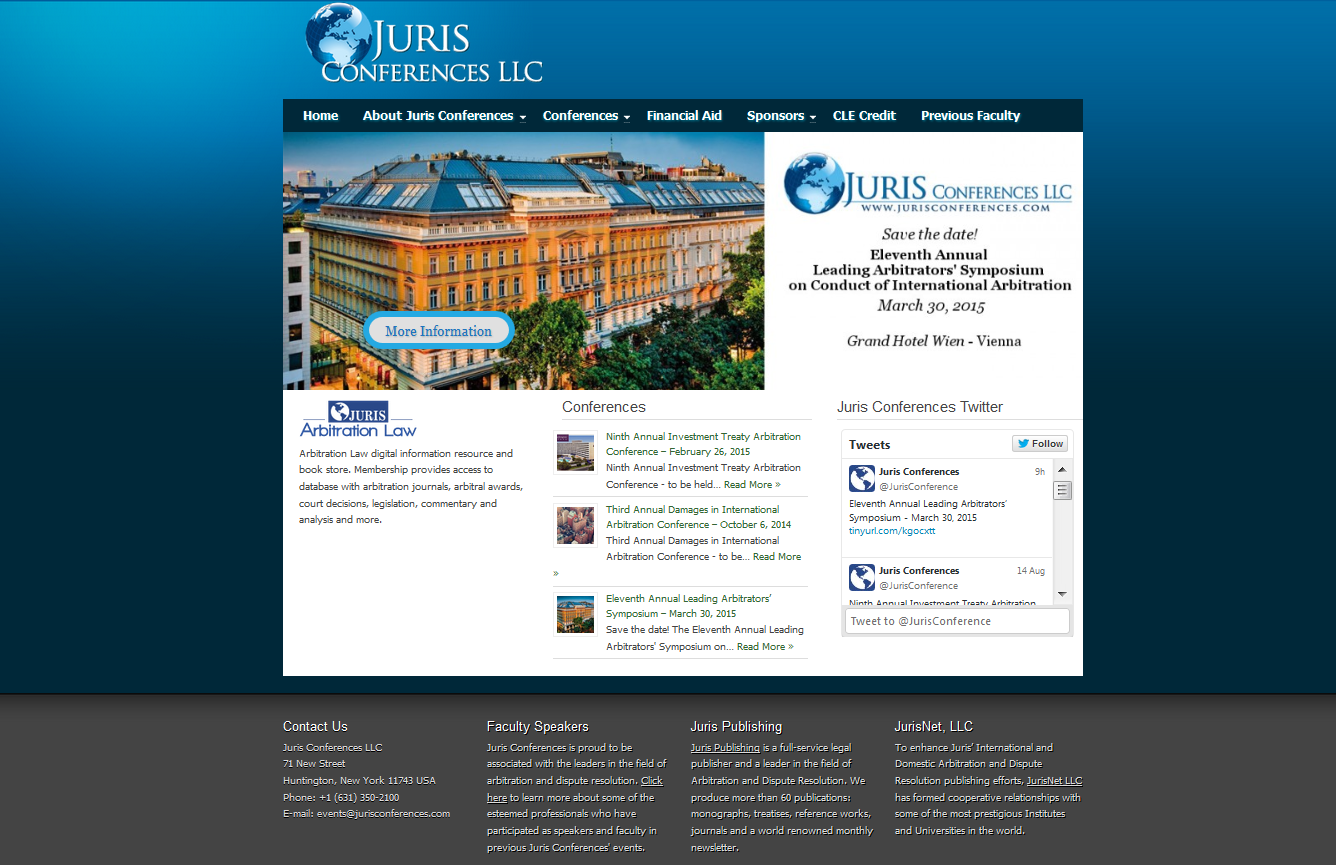 JURIS
CONFERENCES LLC
Home About Juris Conferences Conferences Financial Aid Sponsors CLE Credit Previous Faculty
More Information
JURIS CONFERENCES LLC
WWW.JURISCONFERENCES.COM
Save the date!
Eleventh Annual
Leading Arbitrators' Symposium
on Conduct of International Arbitration
March 30, 2015
Grand Hotel Wien - Vienna
JURIS
Arbitration Law
Arbitration Law digital information resource and
book store. Membership provides access to
database with arbitration journals, arbitral awards,
court decisions, legislation, commentary and
analysis and more.
Conferences
Ninth Annual Investment Treaty Arbitration
Conference – February 26, 2015
Ninth Annual Investment Treaty Arbitration
Conference - to be held... Read More »
Third Annual Damages in International
Arbitration Conference – October 6, 2014
Third Annual Damages in International
Arbitration Conference - to be... Read More
»
Eleventh Annual Leading Arbitrators’
Symposium – March 30, 2015
Save the date! The Eleventh Annual Leading
Arbitrators' Symposium on... Read More »
Juris Conferences Twitter
Tweets Follow
Juris Conferences 9h
@JurisConference
Eleventh Annual Leading Arbitrators’
Symposium - March 30, 2015
tinyurl.com/kgocxtt
Juris Conferences 14 Aug
@JurisConference
Ninth Annual Investment Treaty Arbitration
Tweet to @JurisConference
Contact Us
Juris Conferences LLC
71 New Street
Huntington, New York 11743 USA
Phone: +1 (631) 350-2100
E-mail: events@jurisconferences.com
Faculty Speakers
Juris Conferences is proud to be
associated with the leaders in the field of
arbitration and dispute resolution. Click
here to learn more about some of the
esteemed professionals who have
participated as speakers and faculty in
previous Juris Conferences’ events.
Juris Publishing
Juris Publishing is a full-service legal
publisher and a leader in the field of
Arbitration and Dispute Resolution. We
produce more than 60 publications:
monographs, treatises, reference works,
journals and a world renowned monthly
newsletter.
JurisNet, LLC
To enhance Juris’ International and
Domestic Arbitration and Dispute
Resolution publishing efforts, JurisNet LLC
has formed cooperative relationships with
some of the most prestigious Institutes
and Universities in the world.